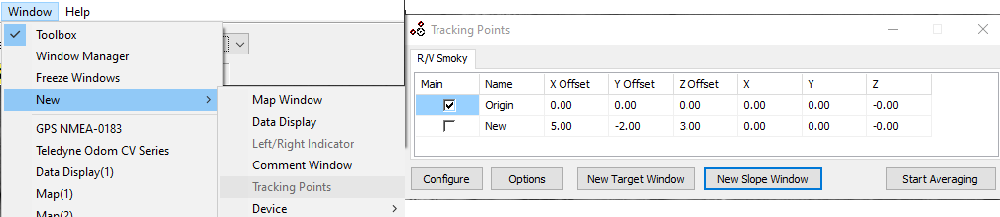 Window Help
Toolbox
Window Manager
Freeze Windows
New
GPS NMEA-0183
Teledyne Odom CV Series
Data Display(1)
Map(1)
Map(2)
Map Window
Data Display
Left/Right Indicator
Comment Window
Tracking Points
Device
Tracking Points
R/V Smoky
Main Name X Offset Y Offset Z Offset X Y Z
Origin 0.00 0.00 0.00 0.00 0.00 -0.00
New 5.00 -2.00 3.00 0.00 0.00 -0.00
Configure Options New Target Window New Slope Window Start Averaging